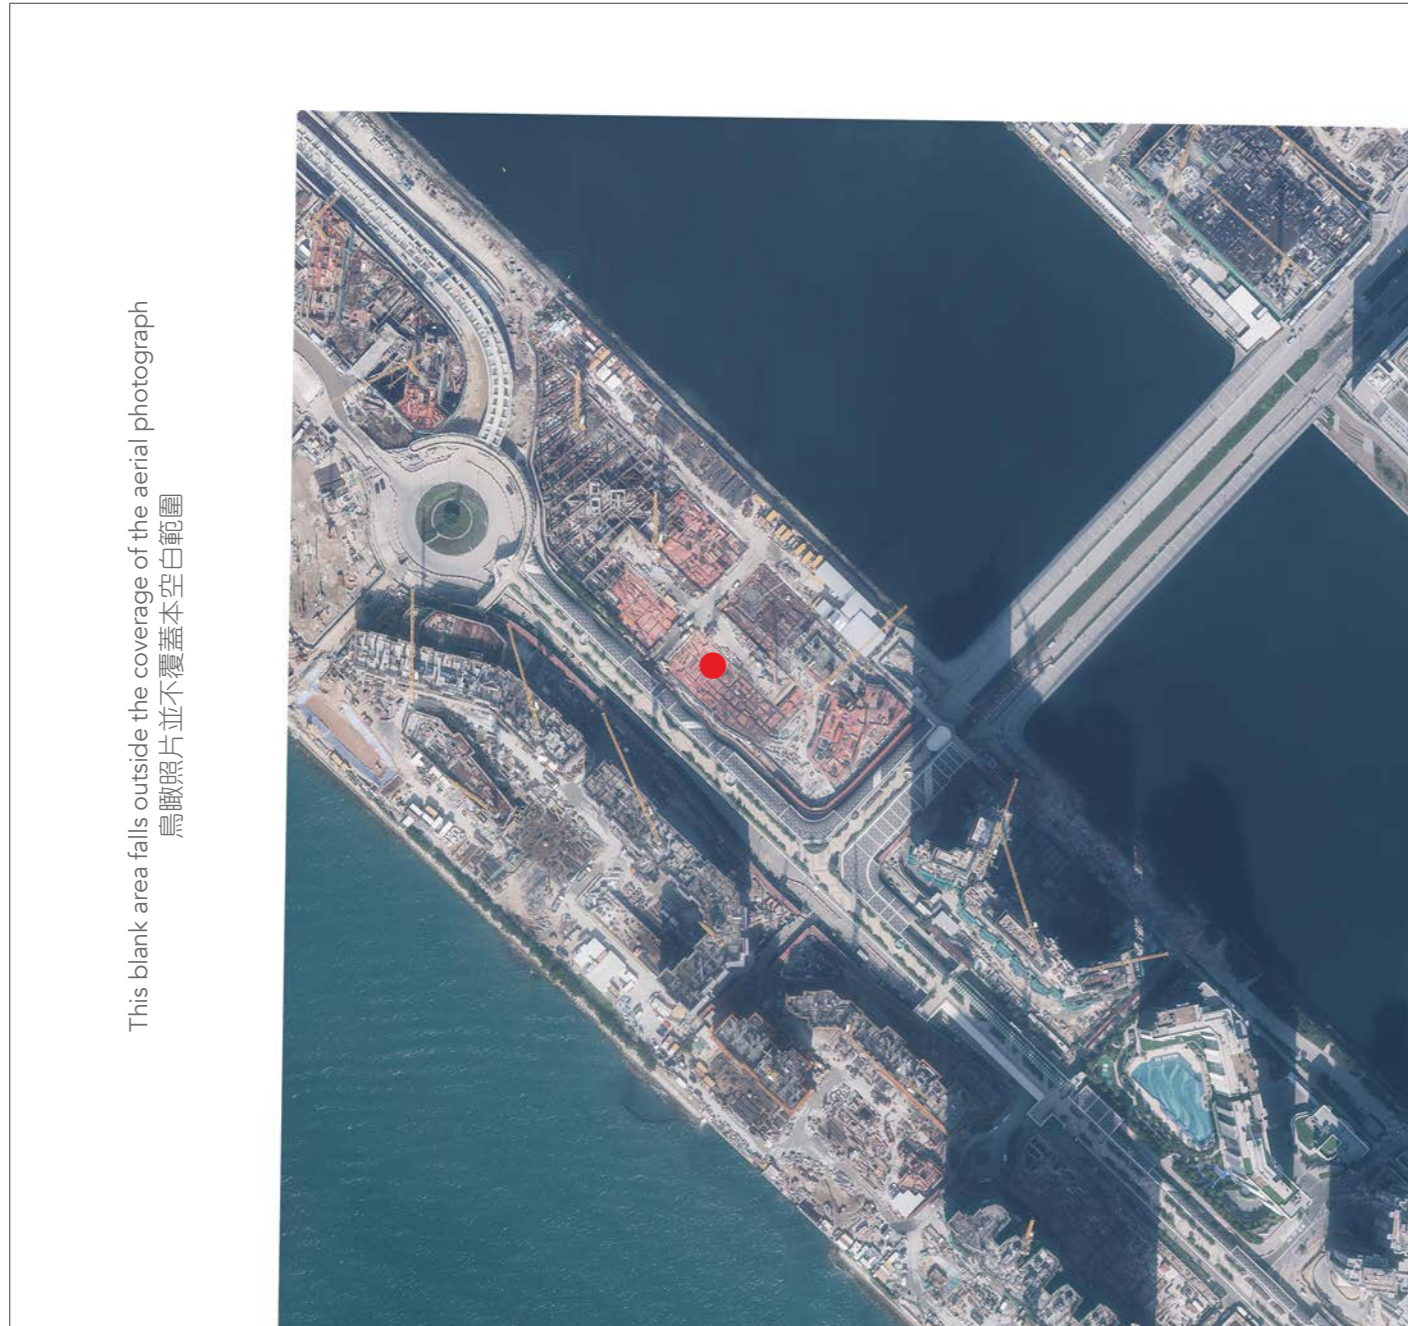 This blank area falls outside the coverage of the aerial photograph
鳥瞰照片並不覆蓋本空白範圍